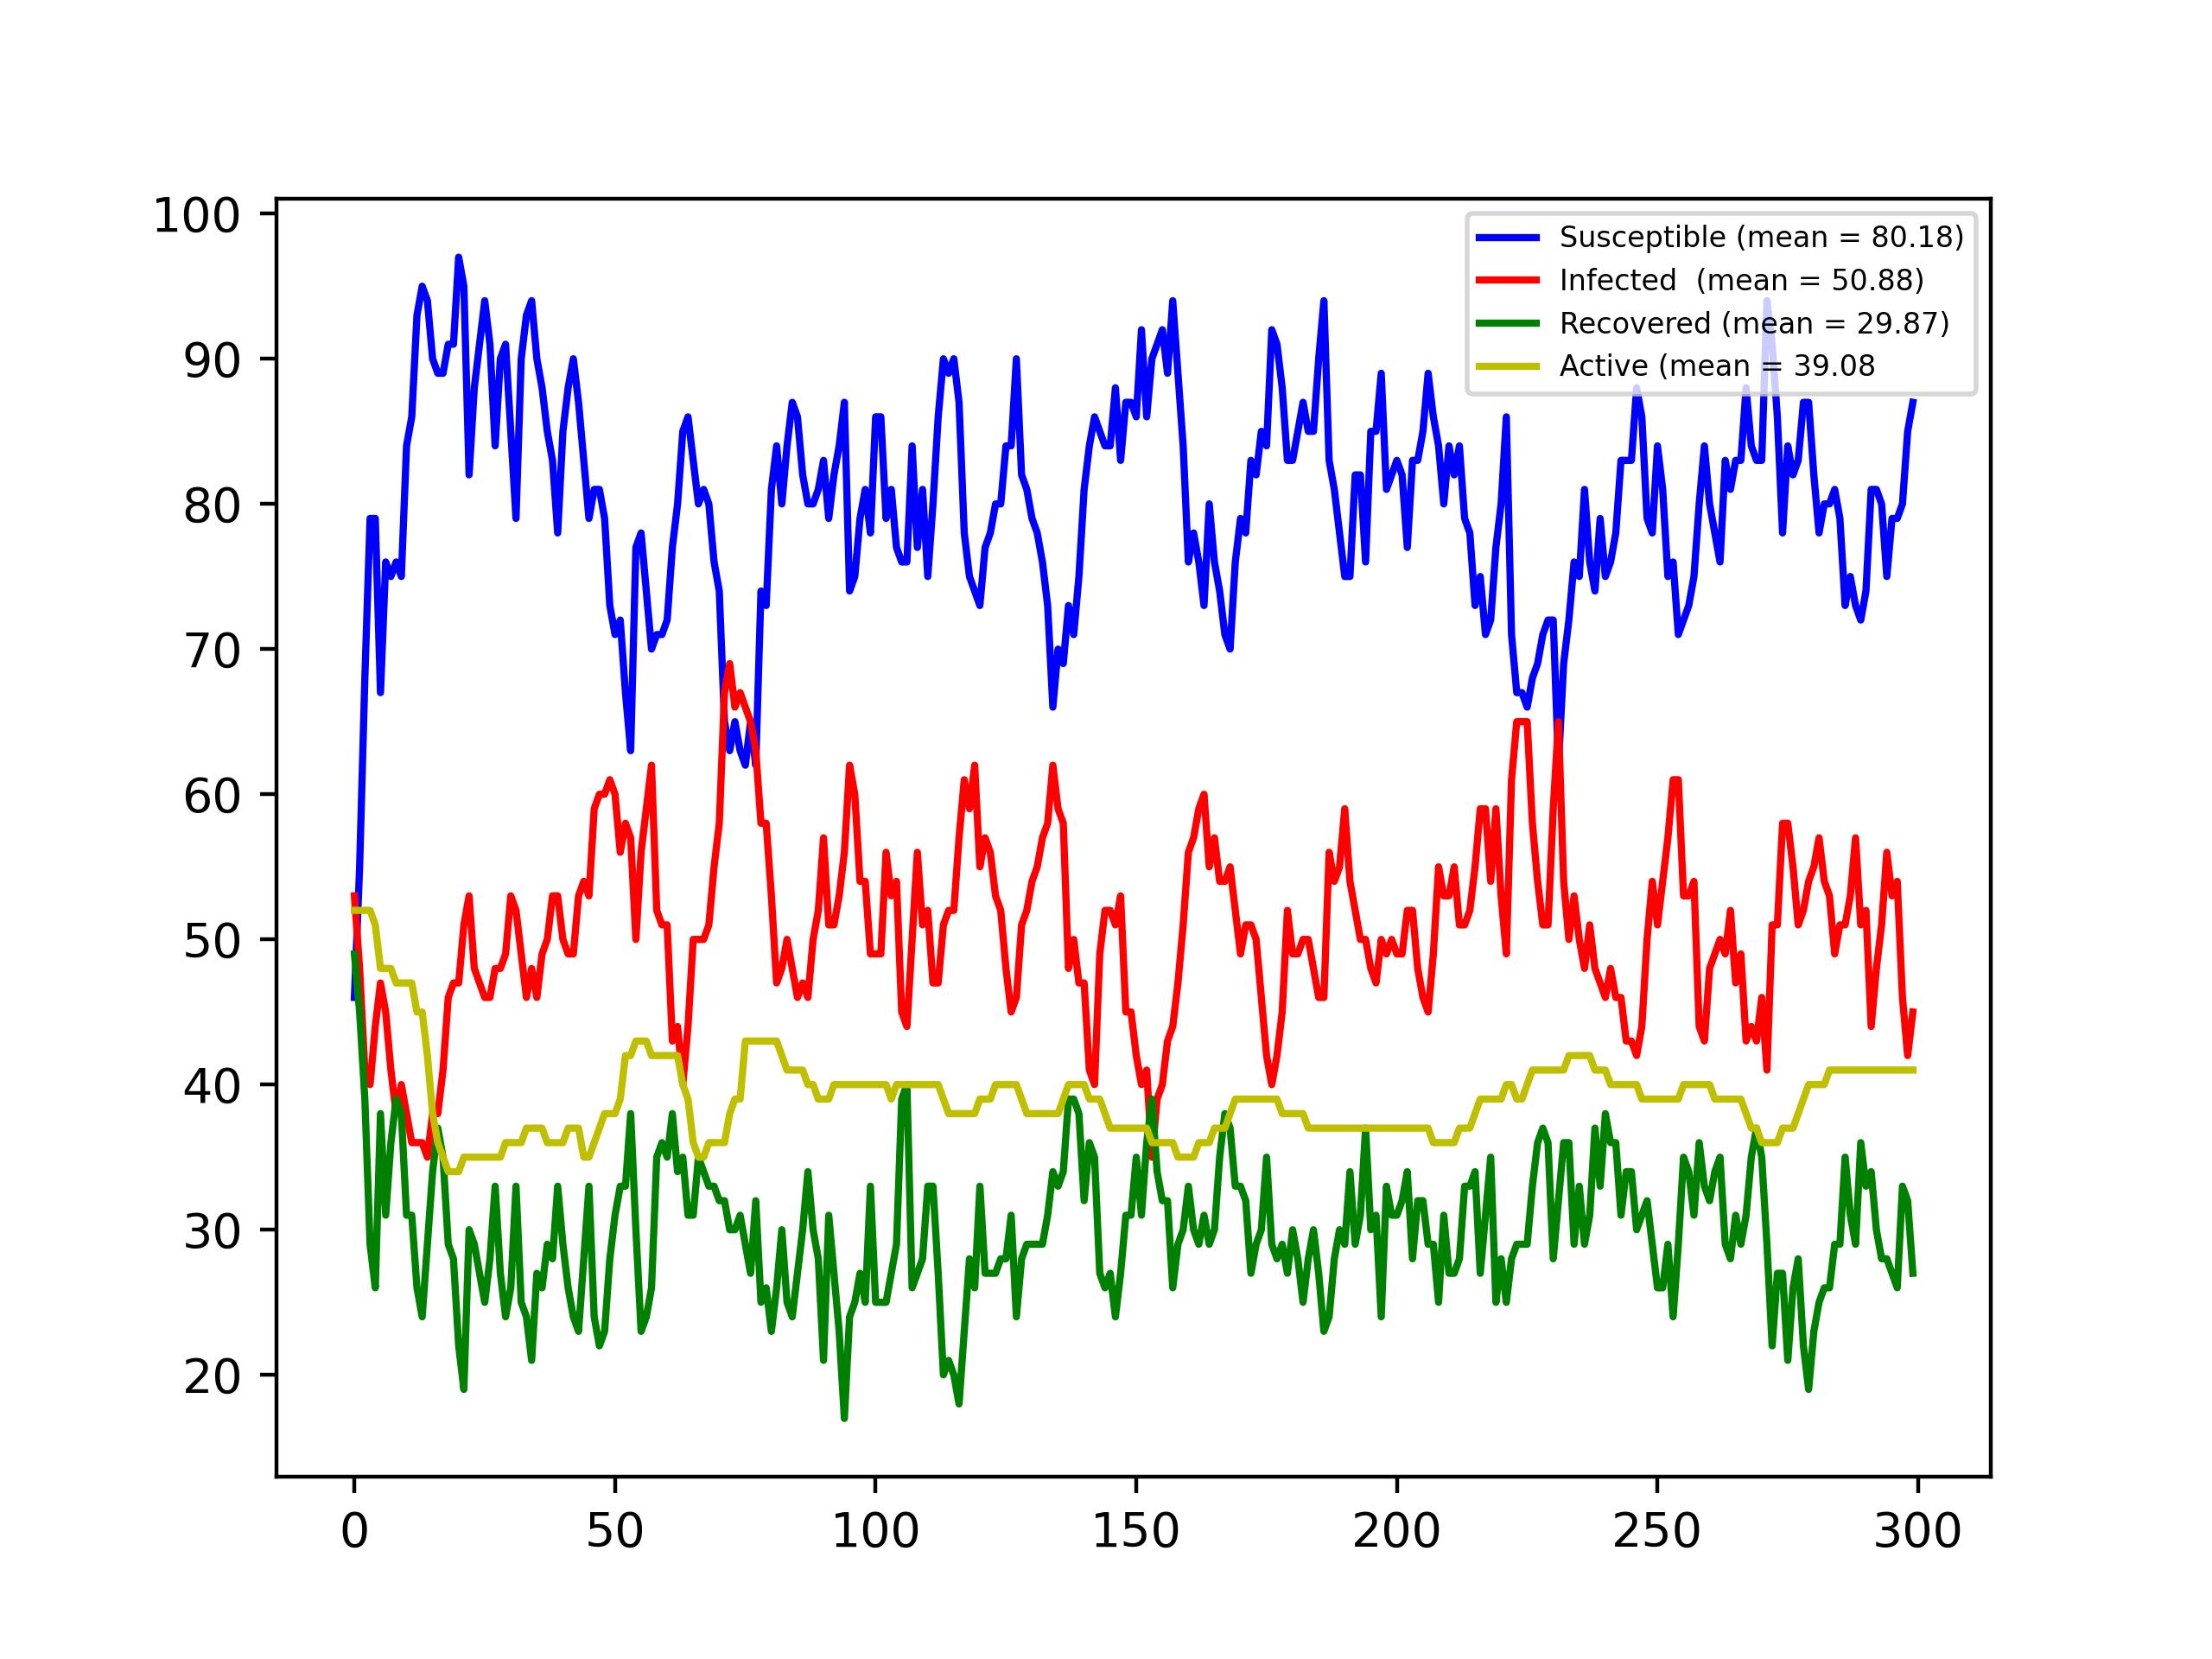 100
90
80
70
60
50
40
30
20
0 50 100 150 200 250 300
Susceptible (mean = 80.18)
Infected  (mean = 50.88)
Recovered (mean = 29.87)
Active (mean = 39.08